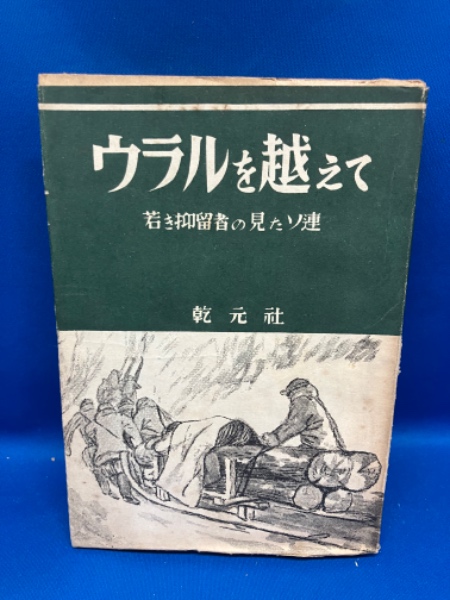 ウラルを越えて
若き抑留者の見たソ連
乾元社